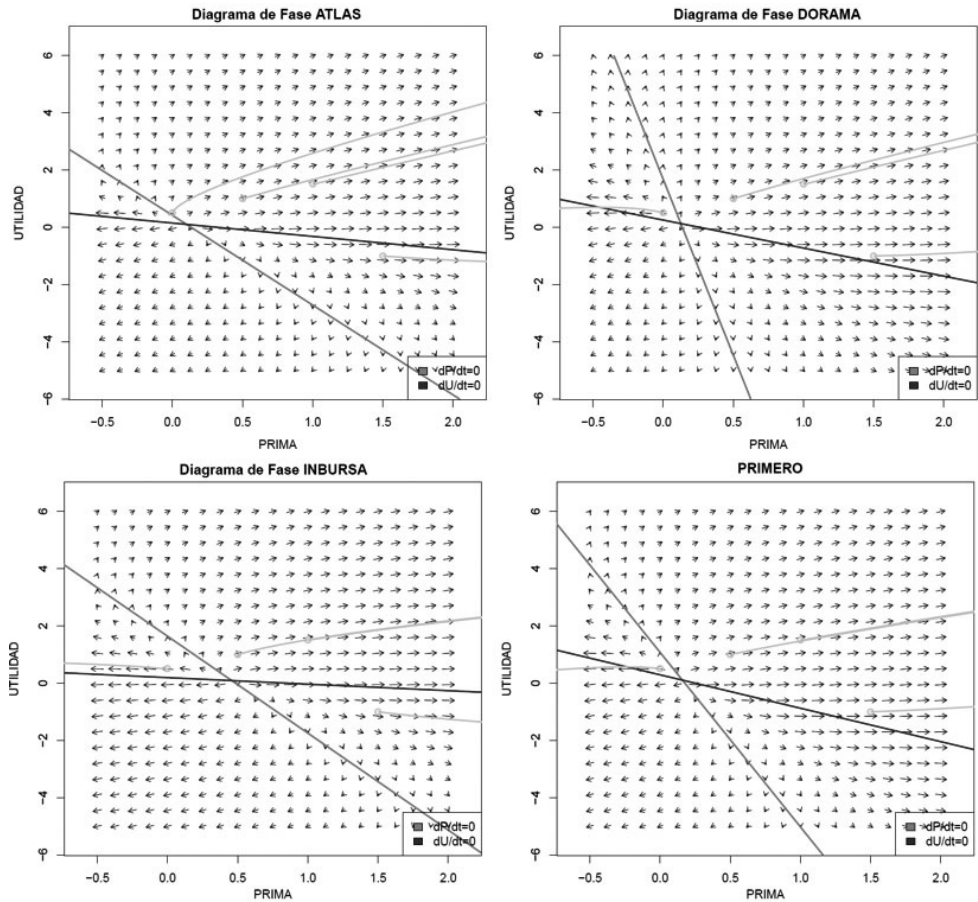 Diagrama de Fase ATLAS
UTILIDAD
6
4
2
0
−2
−4
−6
−0.5 0.0 0.5 1.0 1.5 2.0
PRIMA
dP/dt=0
dU/dt=0
Diagrama de Fase DORAMA
UTILIDAD
6
4
2
0
−2
−4
−6
−0.5 0.0 0.5 1.0 1.5 2.0
PRIMA
dP/dt=0
dU/dt=0
Diagrama de Fase INBURSA
UTILIDAD
6
4
2
0
−2
−4
−6
−0.5 0.0 0.5 1.0 1.5 2.0
PRIMA
dP/dt=0
dU/dt=0
PRIMERO
UTILIDAD
6
4
2
0
−2
−4
−6
−0.5 0.0 0.5 1.0 1.5 2.0
PRIMA
dP/dt=0
dU/dt=0